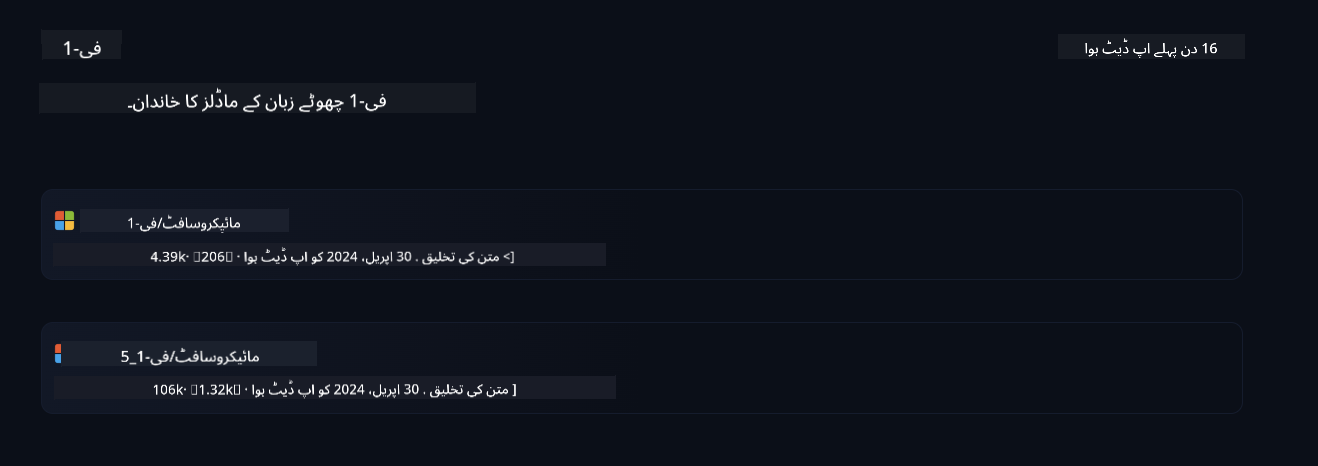 فی-1
16 دن پہلے اپ ڈیٹ ہوا
فی-1 چھوٹے زبان کے ماڈلز کا خاندان۔
مائیکروسافٹ/فی-1
[> متن کی تخلیق . 30 اپریل، 2024 کو اپ ڈیٹ ہوا · 206 ·4.39k
مائیکروسافٹ/فی-1_5
[ متن کی تخلیق . 30 اپریل، 2024 کو اپ ڈیٹ ہوا · 1.32k ·106k